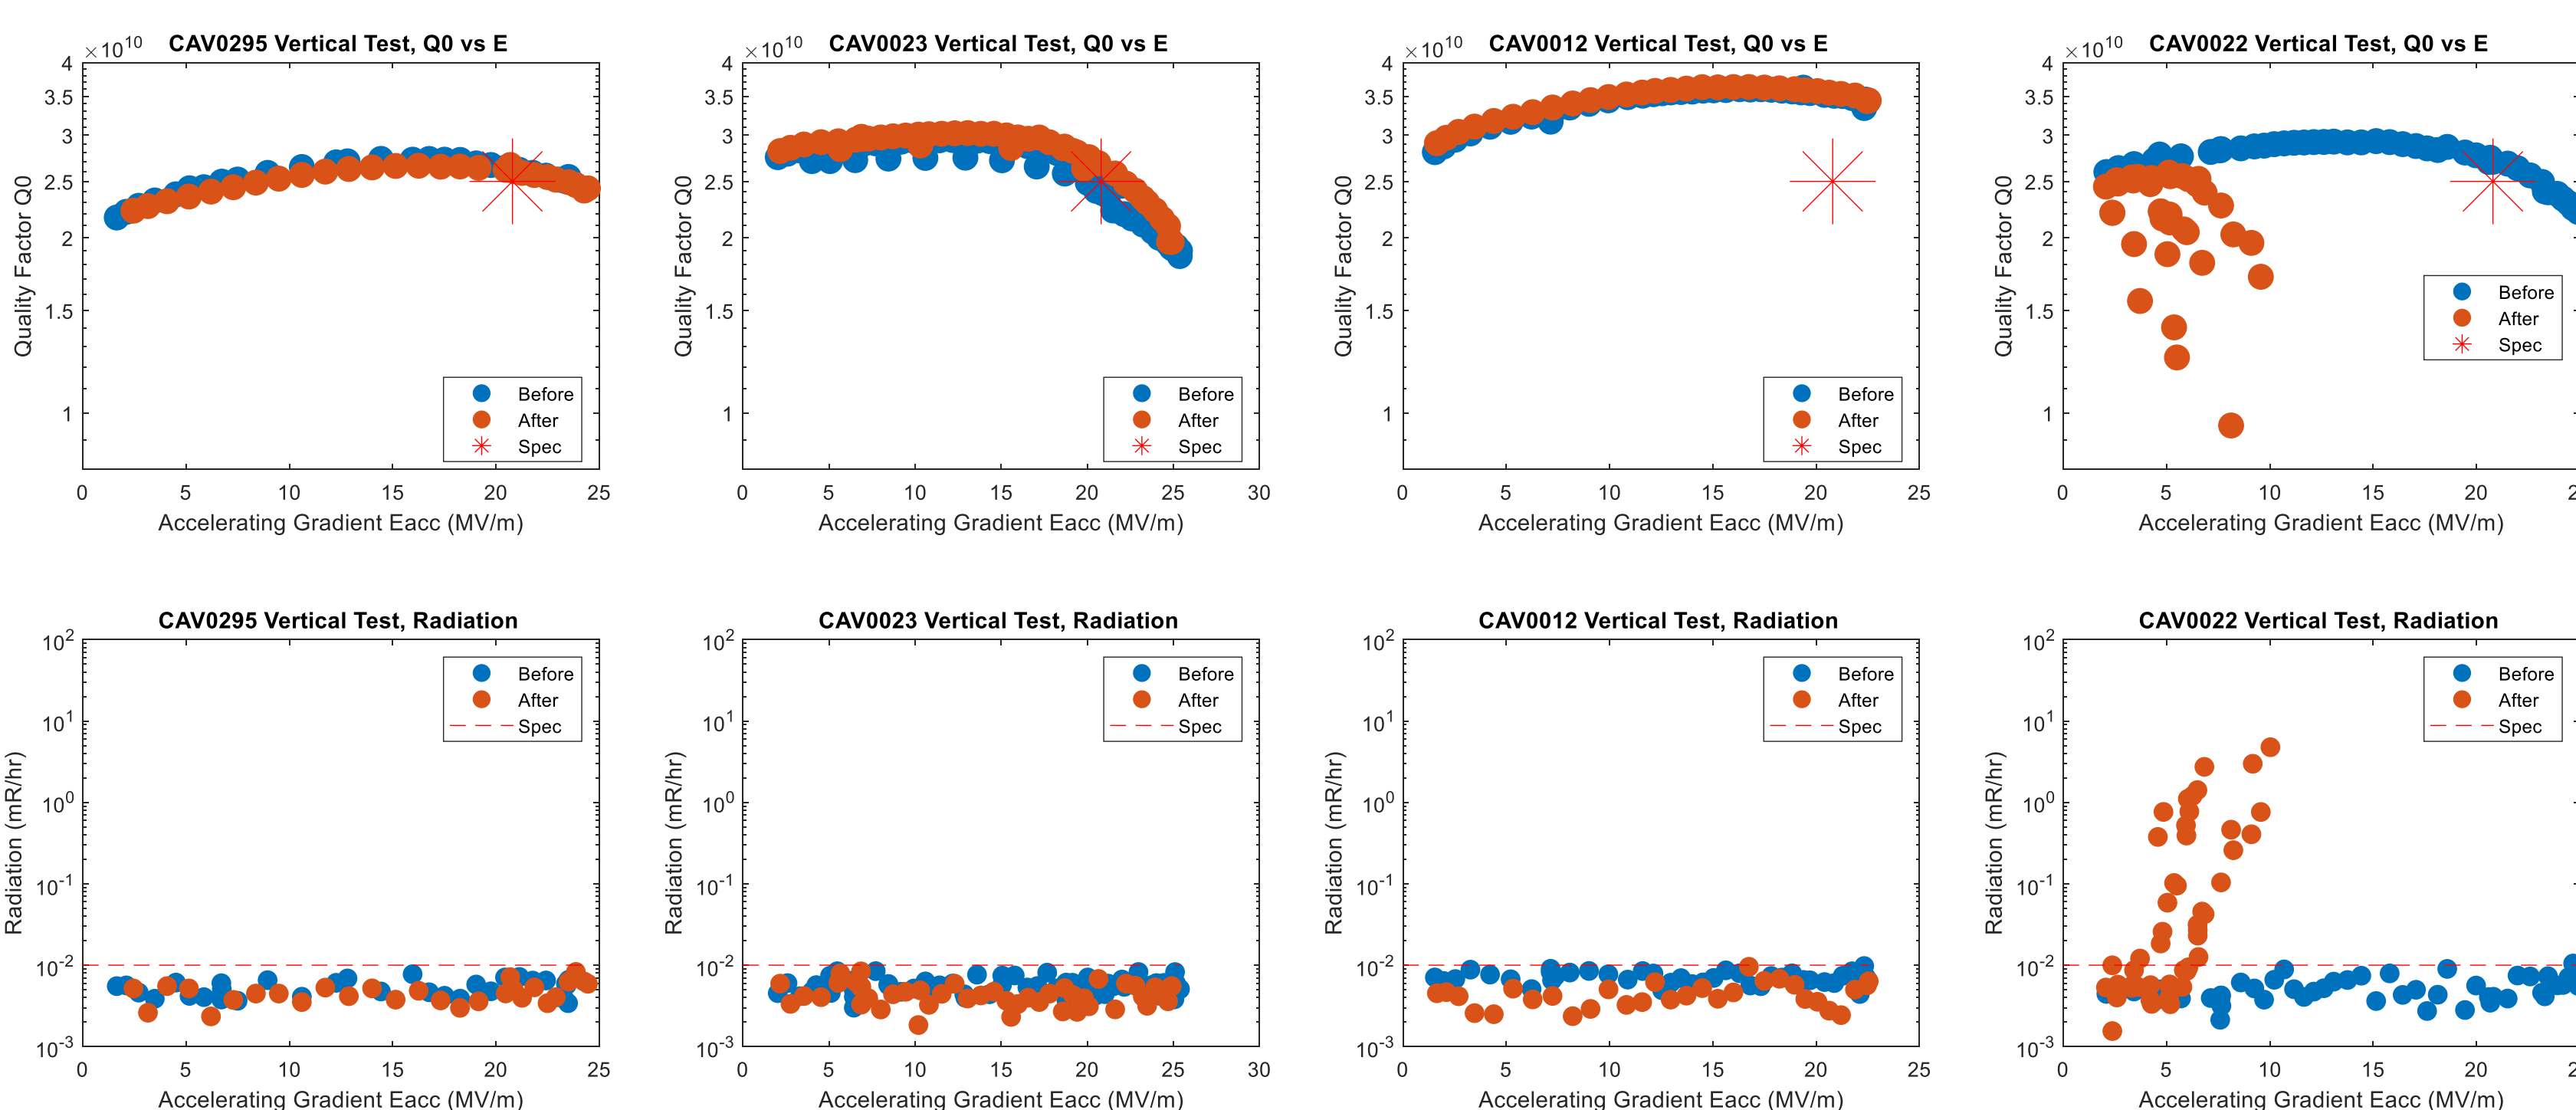 CAV0295 Vertical Test, Q0 vs E
×10^10
4
3.5
3
2.5
2
1.5
1
Quality Factor Q0
Before
After
Spec
0 5 10 15 20 25
Accelerating Gradient Eacc (MV/m)
CAV0023 Vertical Test, Q0 vs E
×10^10
4
3.5
3
2.5
2
1.5
1
Quality Factor Q0
Before
After
Spec
0 5 10 15 20 25 30
Accelerating Gradient Eacc (MV/m)
CAV0012 Vertical Test, Q0 vs E
×10^10
4
3.5
3
2.5
2
1.5
1
Quality Factor Q0
Before
After
Spec
0 5 10 15 20 25
Accelerating Gradient Eacc (MV/m)
CAV0022 Vertical Test, Q0 vs E
×10^10
4
3.5
3
2.5
2
1.5
1
Quality Factor Q0
Before
After
Spec
0 5 10 15 20
Accelerating Gradient Eacc (MV/m)
CAV0295 Vertical Test, Radiation
10^2
10^1
10^0
10^-1
10^-2
10^-3
Radiation (mR/hr)
Before
After
Spec
0 5 10 15 20 25
Accelerating Gradient Eacc (MV/m)
CAV0023 Vertical Test, Radiation
10^2
10^1
10^0
10^-1
10^-2
10^-3
Radiation (mR/hr)
Before
After
Spec
0 5 10 15 20 25 30
Accelerating Gradient Eacc (MV/m)
CAV0012 Vertical Test, Radiation
10^2
10^1
10^0
10^-1
10^-2
10^-3
Radiation (mR/hr)
Before
After
Spec
0 5 10 15 20 25
Accelerating Gradient Eacc (MV/m)
CAV0022 Vertical Test, Radiation
10^2
10^1
10^0
10^-1
10^-2
10^-3
Radiation (mR/hr)
Before
After
Spec
0 5 10 15 20
Accelerating Gradient Eacc (MV/m)